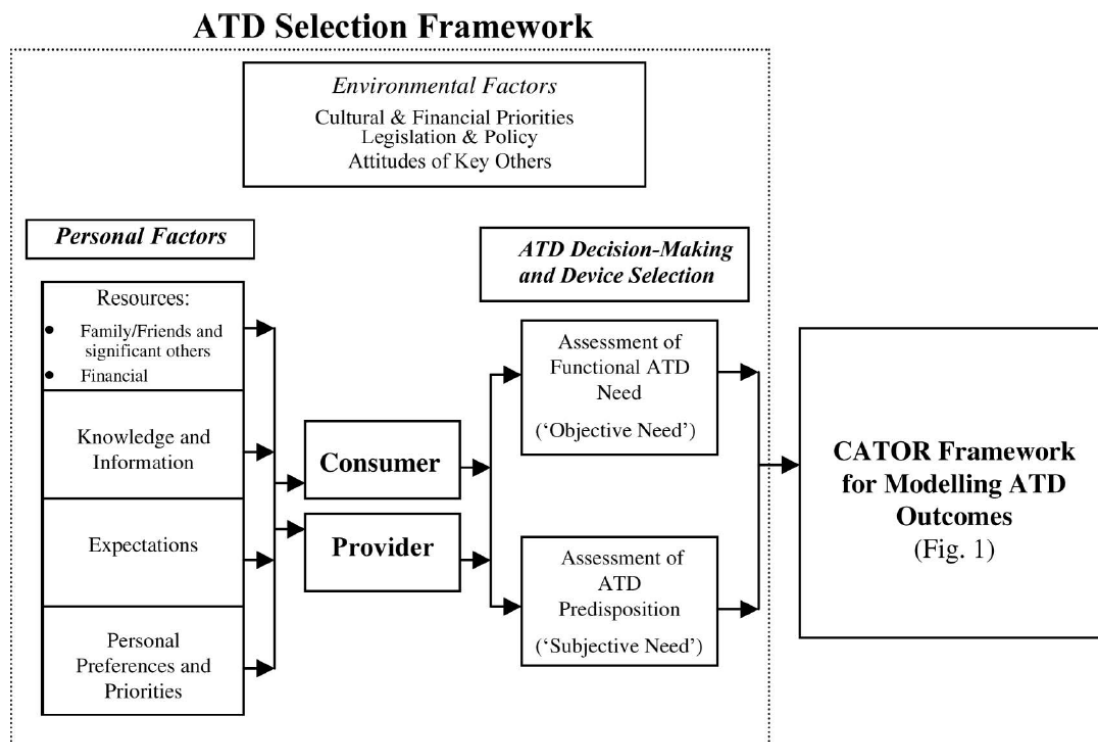 ATD Selection Framework
Environmental Factors
Cultural & Financial Priorities
Legislation & Policy
Attitudes of Key Others
Personal Factors
ATD Decision-Making
and Device Selection
Resources:
• Family/Friends and
significant others
• Financial
Knowledge and
Information
Expectations
Personal
Preferences and
Priorities
Consumer
Provider
Assessment of
Functional ATD
Need
(‘Objective Need’)
Assessment of
ATD
Predisposition
(‘Subjective Need’)
CATOR Framework
for Modelling ATD
Outcomes
(Fig. 1)